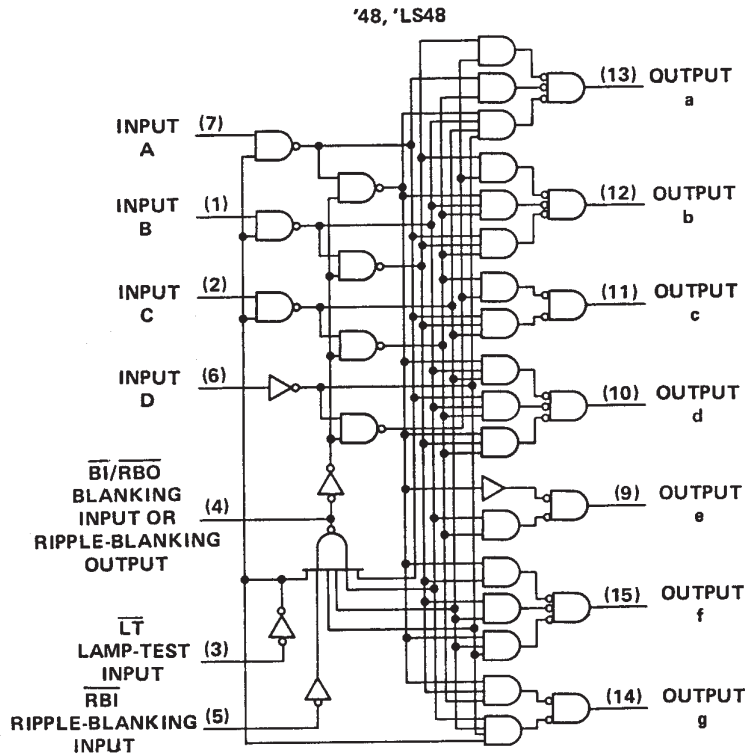 '48, 'LS48
(13) OUTPUT
a
INPUT (7)
A
(12) OUTPUT
b
INPUT (1)
B
INPUT (2)
C
(11) OUTPUT
c
INPUT (6)
D
(10) OUTPUT
d
BI/RBO
BLANKING
INPUT OR (4)
RIPPLE-BLANKING
OUTPUT
(9) OUTPUT
e
(15) OUTPUT
f
LT
LAMP-TEST (3)
INPUT
RBI
RIPPLE-BLANKING (5)
INPUT
(14) OUTPUT
g